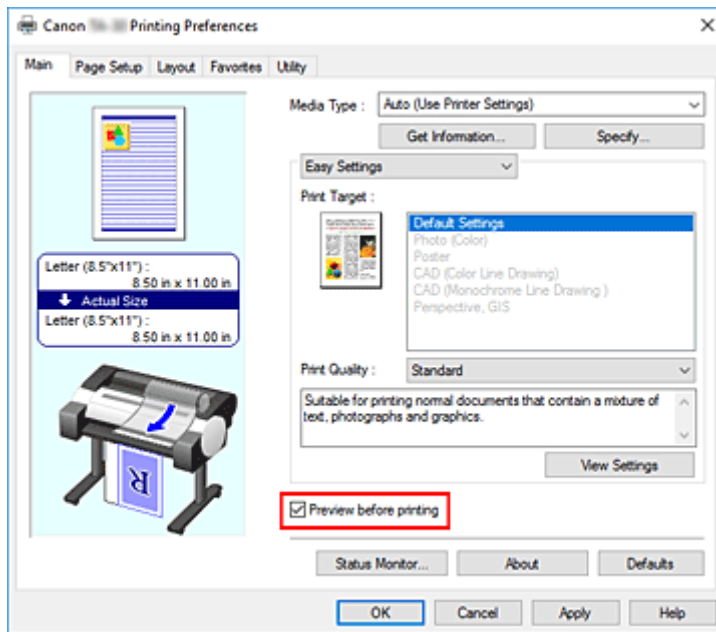 Canon Printing Preferences
Main Page Setup Layout Favorites Utility
Media Type : Auto (Use Printer Settings)
Get Information... Specify...
Easy Settings
Print Target :
Default Settings
Photo (Color)
Poster
CAD (Color Line Drawing)
CAD (Monochrome Line Drawing )
Perspective, GIS
Letter (8.5"x11") :
8.50 in x 11.00 in
Actual Size
Letter (8.5"x11") :
8.50 in x 11.00 in
R
Print Quality : Standard
Suitable for printing normal documents that contain a mixture of
text, photographs and graphics.
View Settings
Preview before printing
Status Monitor... About Defaults
OK Cancel Apply Help